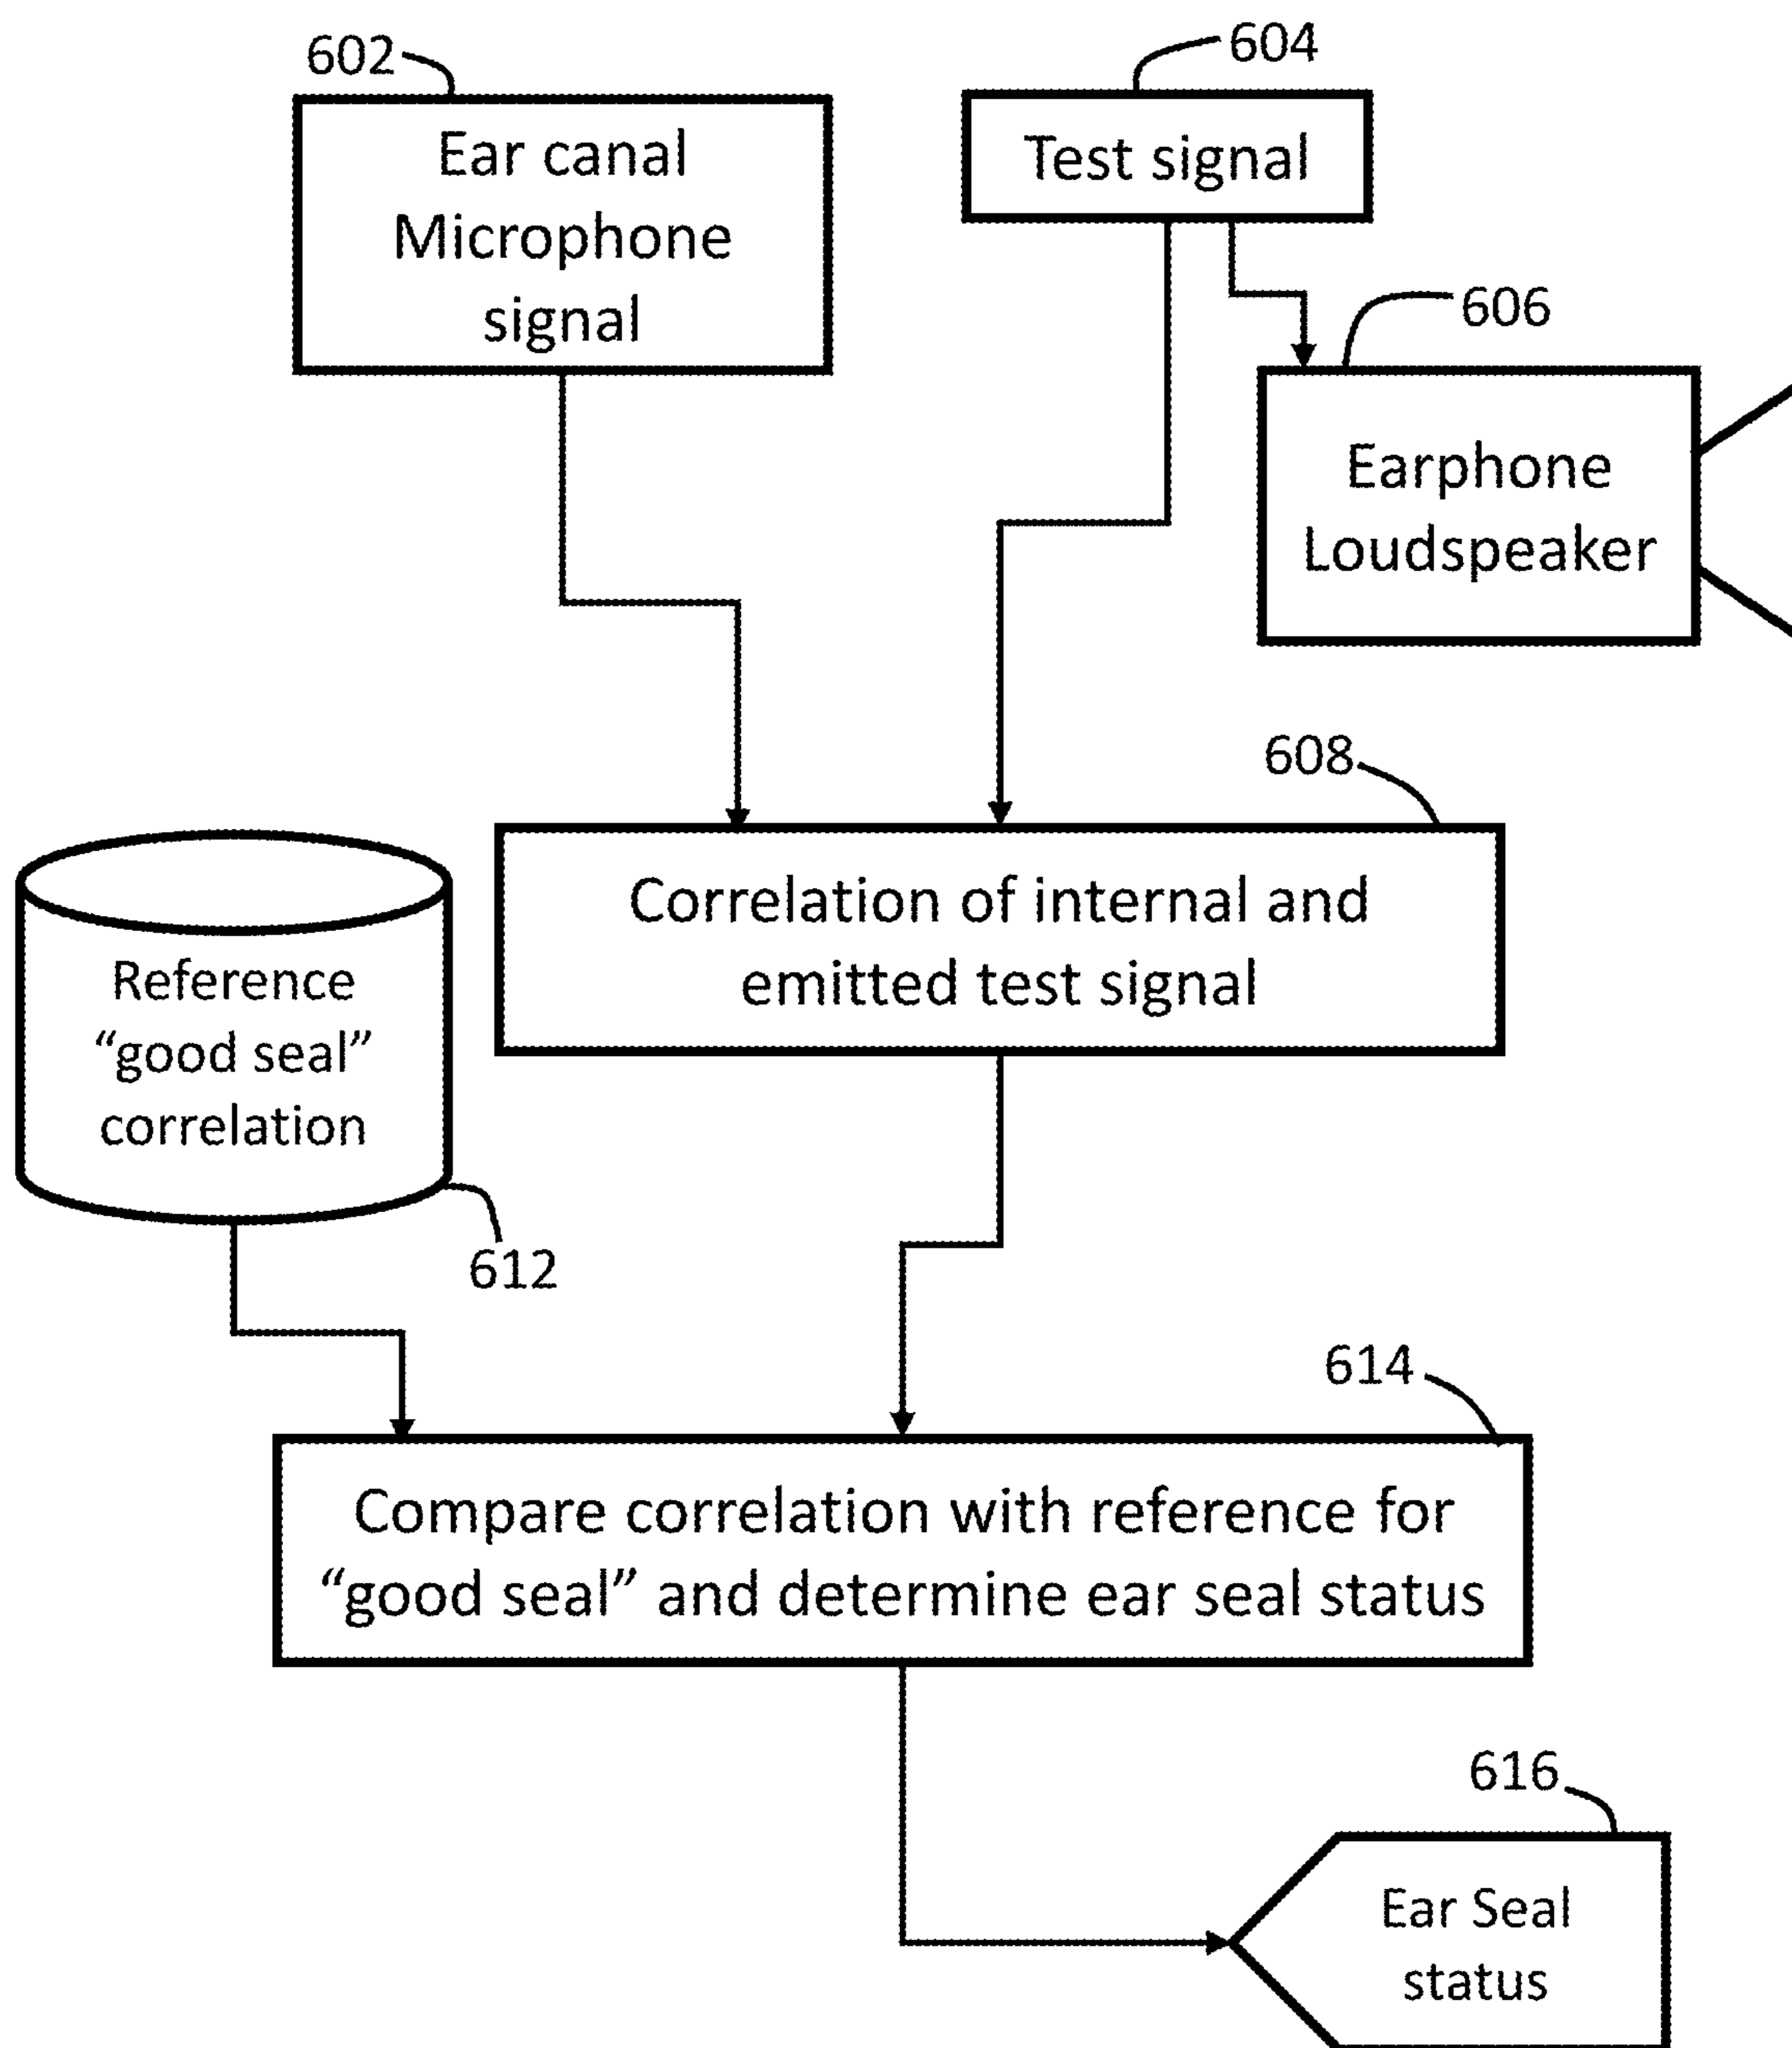 602
Ear canal
Microphone
signal
604
Test signal
606
Earphone
Loudspeaker
608
Correlation of internal and
emitted test signal
Reference
“good seal”
correlation
612
614
Compare correlation with reference for
“good seal” and determine ear seal status
616
Ear Seal
status